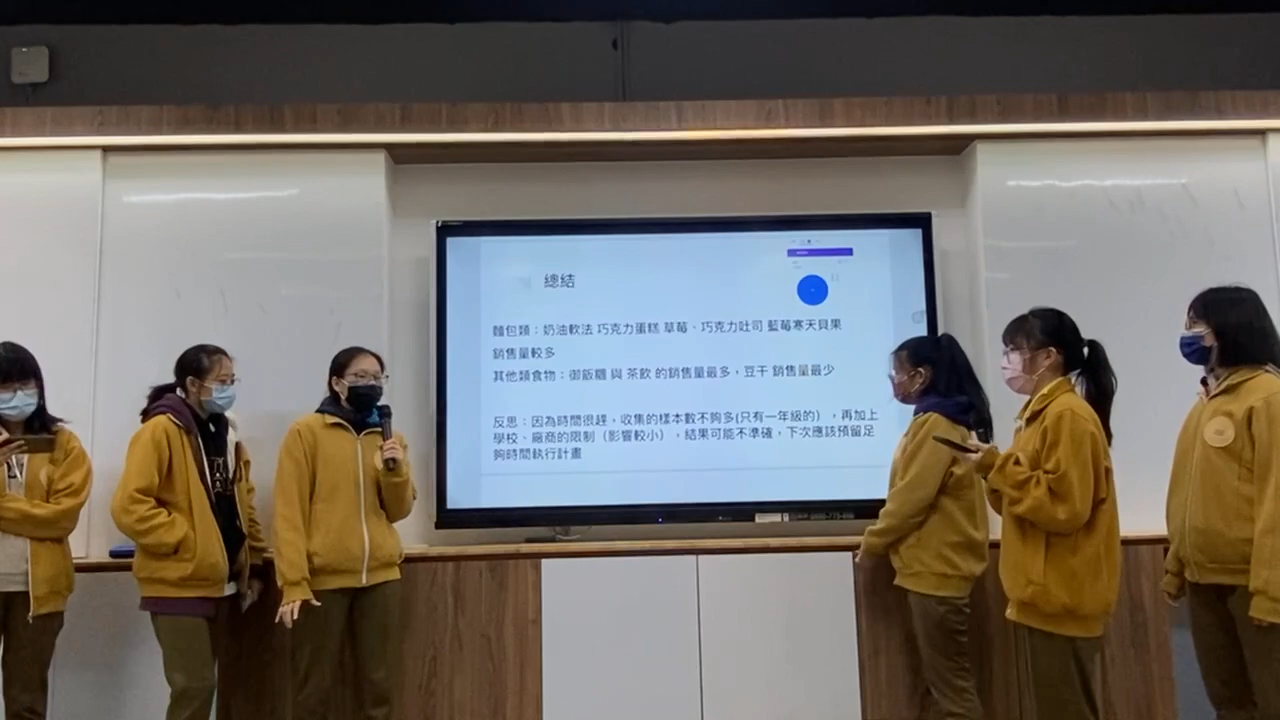 總結
麵包類：奶油軟法 巧克力蛋糕 草莓、巧克力吐司 藍莓寒天貝果
銷售量較多
其他類食物：御飯糰 與 茶飲 的銷售量最多，豆干 銷售量最少
反思：因為時間很趕，收集的樣本數不夠多(只有一年級的），再加上
學校、廠商的限制（影響較小），結果可能不準確，下次應該預留足
夠時間執行計畫